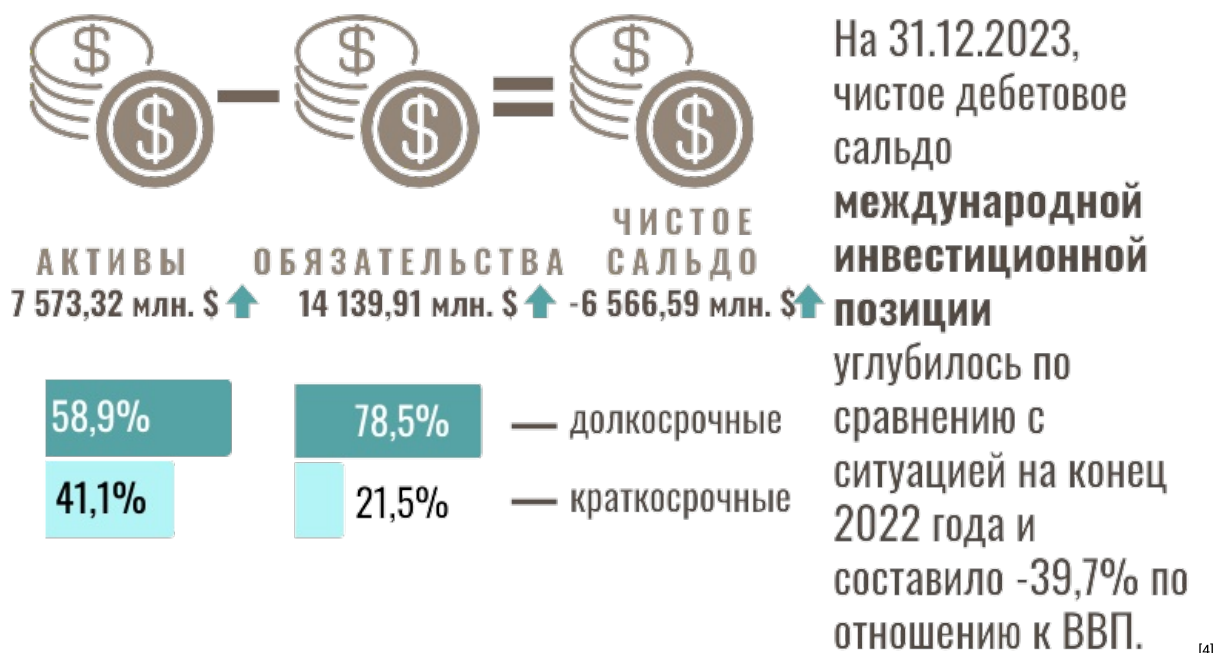 $ $ $
$ $ $
АКТИВЫ
7 573,32 млн. $
ОБЯЗАТЕЛЬСТВА
14 139,91 млн. $
ЧИСТОЕ
САЛЬДО
-6 566,59 млн. $
58,9%
78,5%
долкосрочные
41,1%
21,5%
краткосрочные
На 31.12.2023,
чистое дебетовое
сальдо
международной
инвестиционной
позиции
углубилось по
сравнению с
ситуацией на конец
2022 года и
составило -39,7% по
отношению к ВВП.
[4]